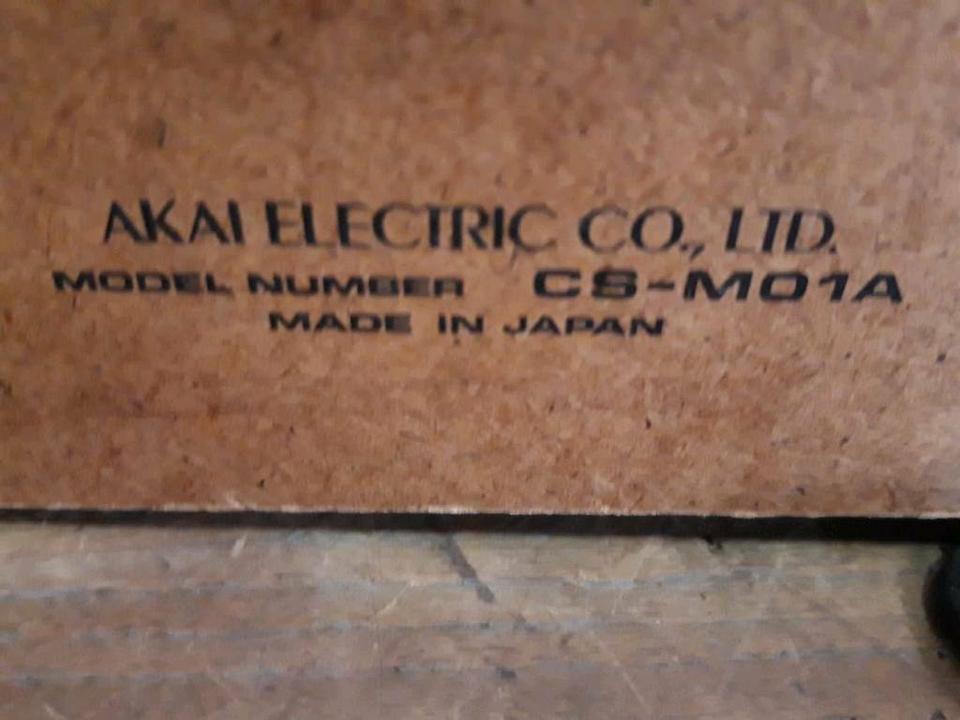 AKAI ELECTRIC CO., LTD.
MODEL NUMBER CS-M01A
MADE IN JAPAN